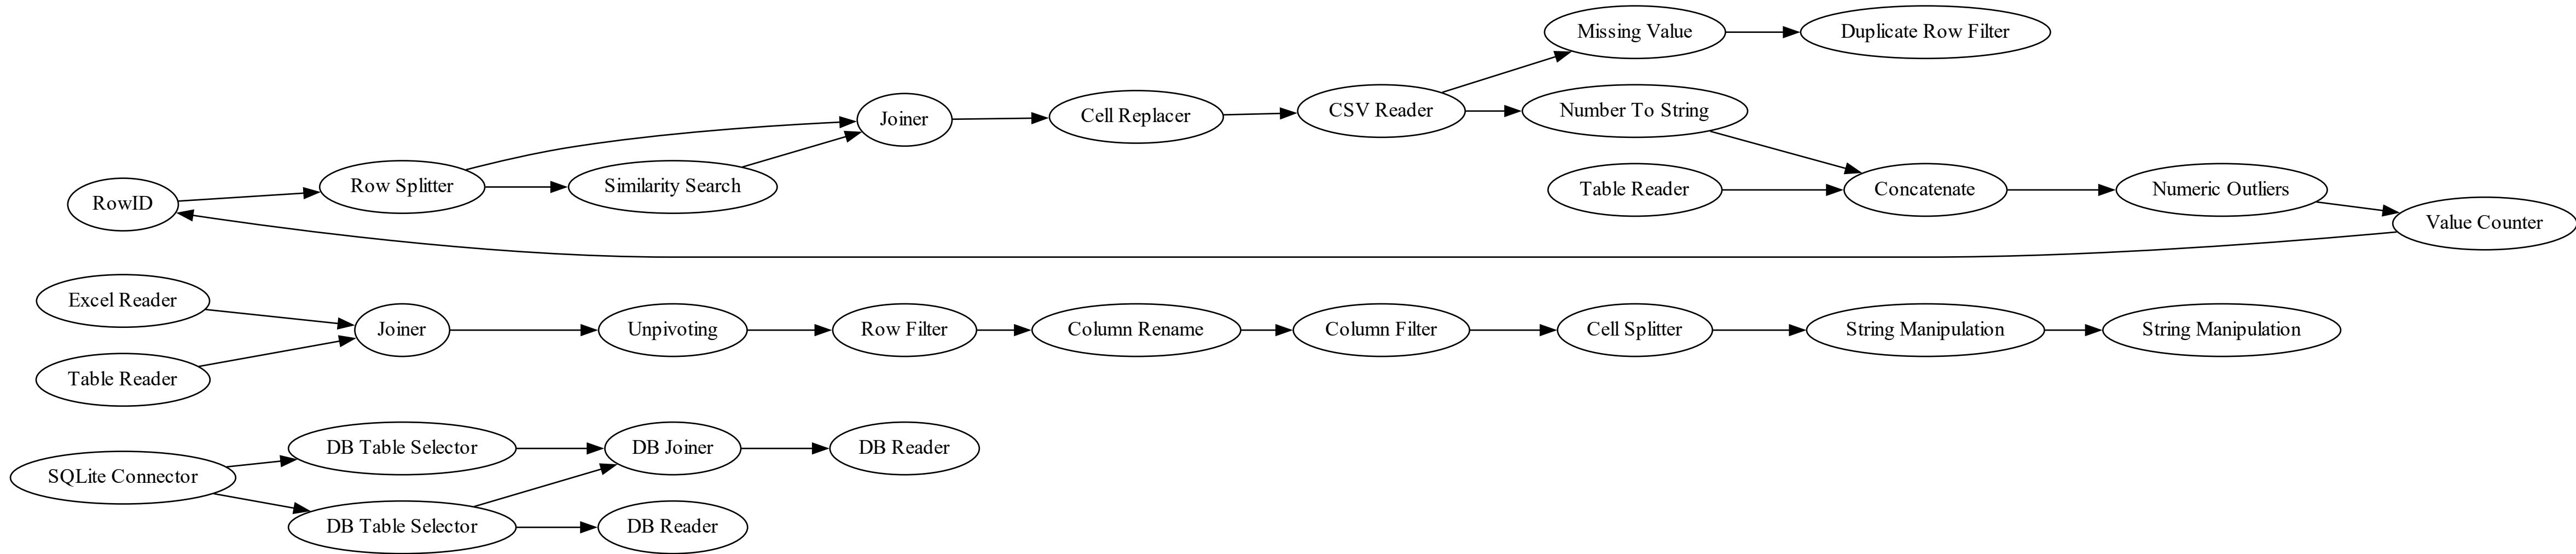 Missing Value
Duplicate Row Filter
Joiner
Cell Replacer
CSV Reader
Number To String
RowID
Row Splitter
Similarity Search
Table Reader
Concatenate
Numeric Outliers
Value Counter
Excel Reader
Table Reader
Joiner
Unpivoting
Row Filter
Column Rename
Column Filter
Cell Splitter
String Manipulation
String Manipulation
SQLite Connector
DB Table Selector
DB Joiner
DB Reader
DB Table Selector
DB Reader